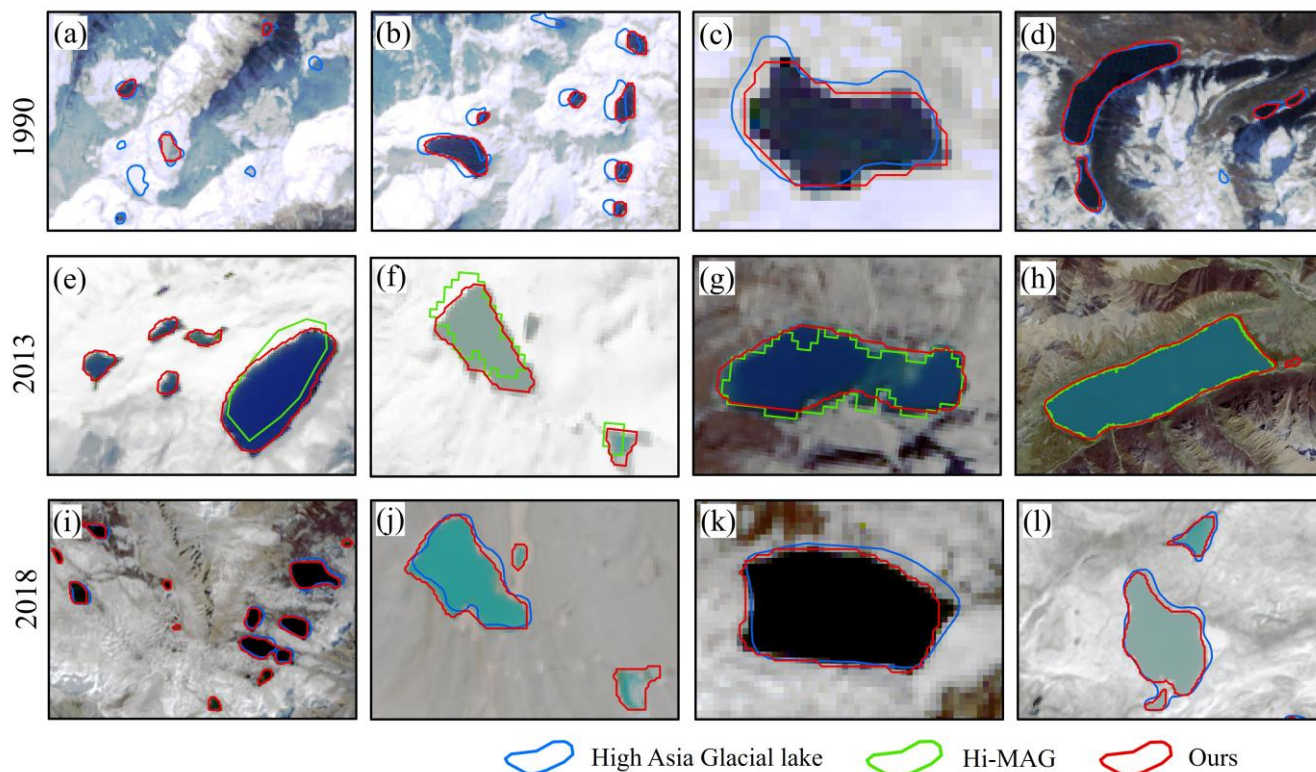 (a) (b) (c) (d)
1990
(e) (f) (g) (h)
2013
(i) (j) (k) (l)
2018
High Asia Glacial lake Hi-MAG Ours